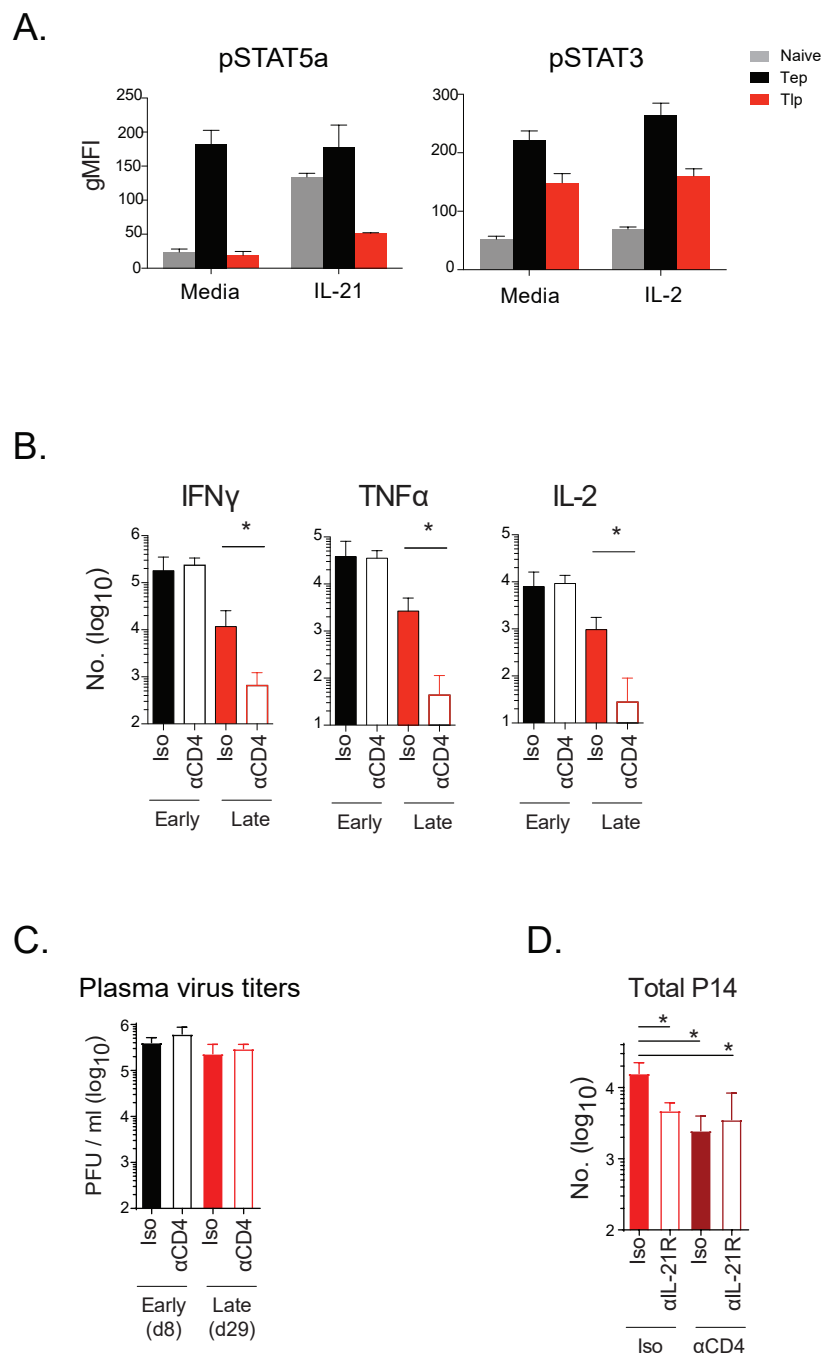 A.
pSTAT5a
gMFI
250
200
150
100
50
0
Media
IL-21
pSTAT3
300
200
100
0
Media
IL-2
Naive
Tep
Tlp
B.
IFNγ
No. (log10)
6
5
4
3
2
Iso
αCD4
Iso
αCD4
Early
Late
*
TNFα
5
4
3
2
1
Iso
αCD4
Iso
αCD4
Early
Late
*
IL-2
5
4
3
2
1
Iso
αCD4
Iso
αCD4
Early
Late
*
C.
Plasma virus titers
PFU / ml (log10)
6
5
4
3
2
Iso
αCD4
Iso
αCD4
Early
(d8)
Late
(d29)
D.
Total P14
No. (log10)
4
3
2
*
*
*
Iso
αIL-21R
Iso
αIL-21R
Iso
αCD4